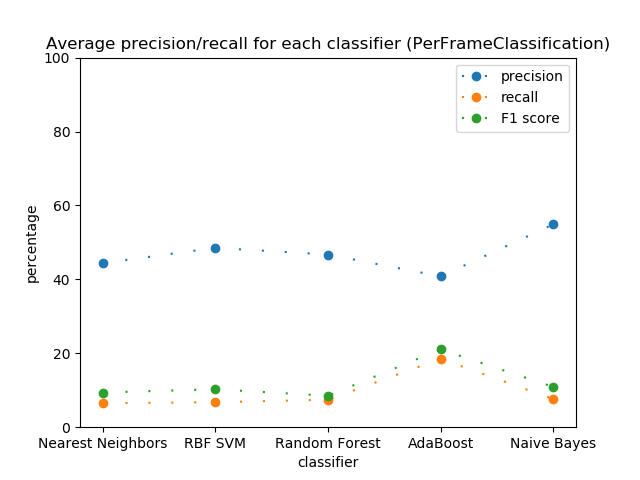 Average precision/recall for each classifier (PerFrameClassification)
100
80
60
40
20
0
percentage
precision
recall
F1 score
Nearest Neighbors
RBF SVM
Random Forest
AdaBoost
Naive Bayes
classifier